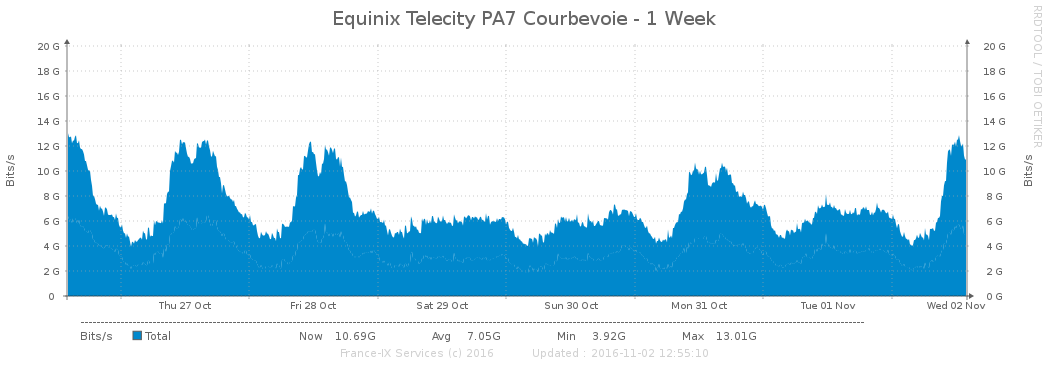 Equinix Telecity PA7 Courbevoie - 1 Week
RRDTOOL / TOBI OETIKER
20 G 20 G
18 G 18 G
16 G 16 G
14 G 14 G
12 G 12 G
10 G 10 G
8 G 8 G
6 G 6 G
4 G 4 G
2 G 2 G
0 0 G
Bits/s
Bits/s
Thu 27 Oct Fri 28 Oct Sat 29 Oct Sun 30 Oct Mon 31 Oct Tue 01 Nov Wed 02 Nov
Bits/s Total Now 10.69G Avg 7.05G Min 3.92G Max 13.01G
France-IX Services (c) 2016 Updated : 2016-11-02 12:55:10